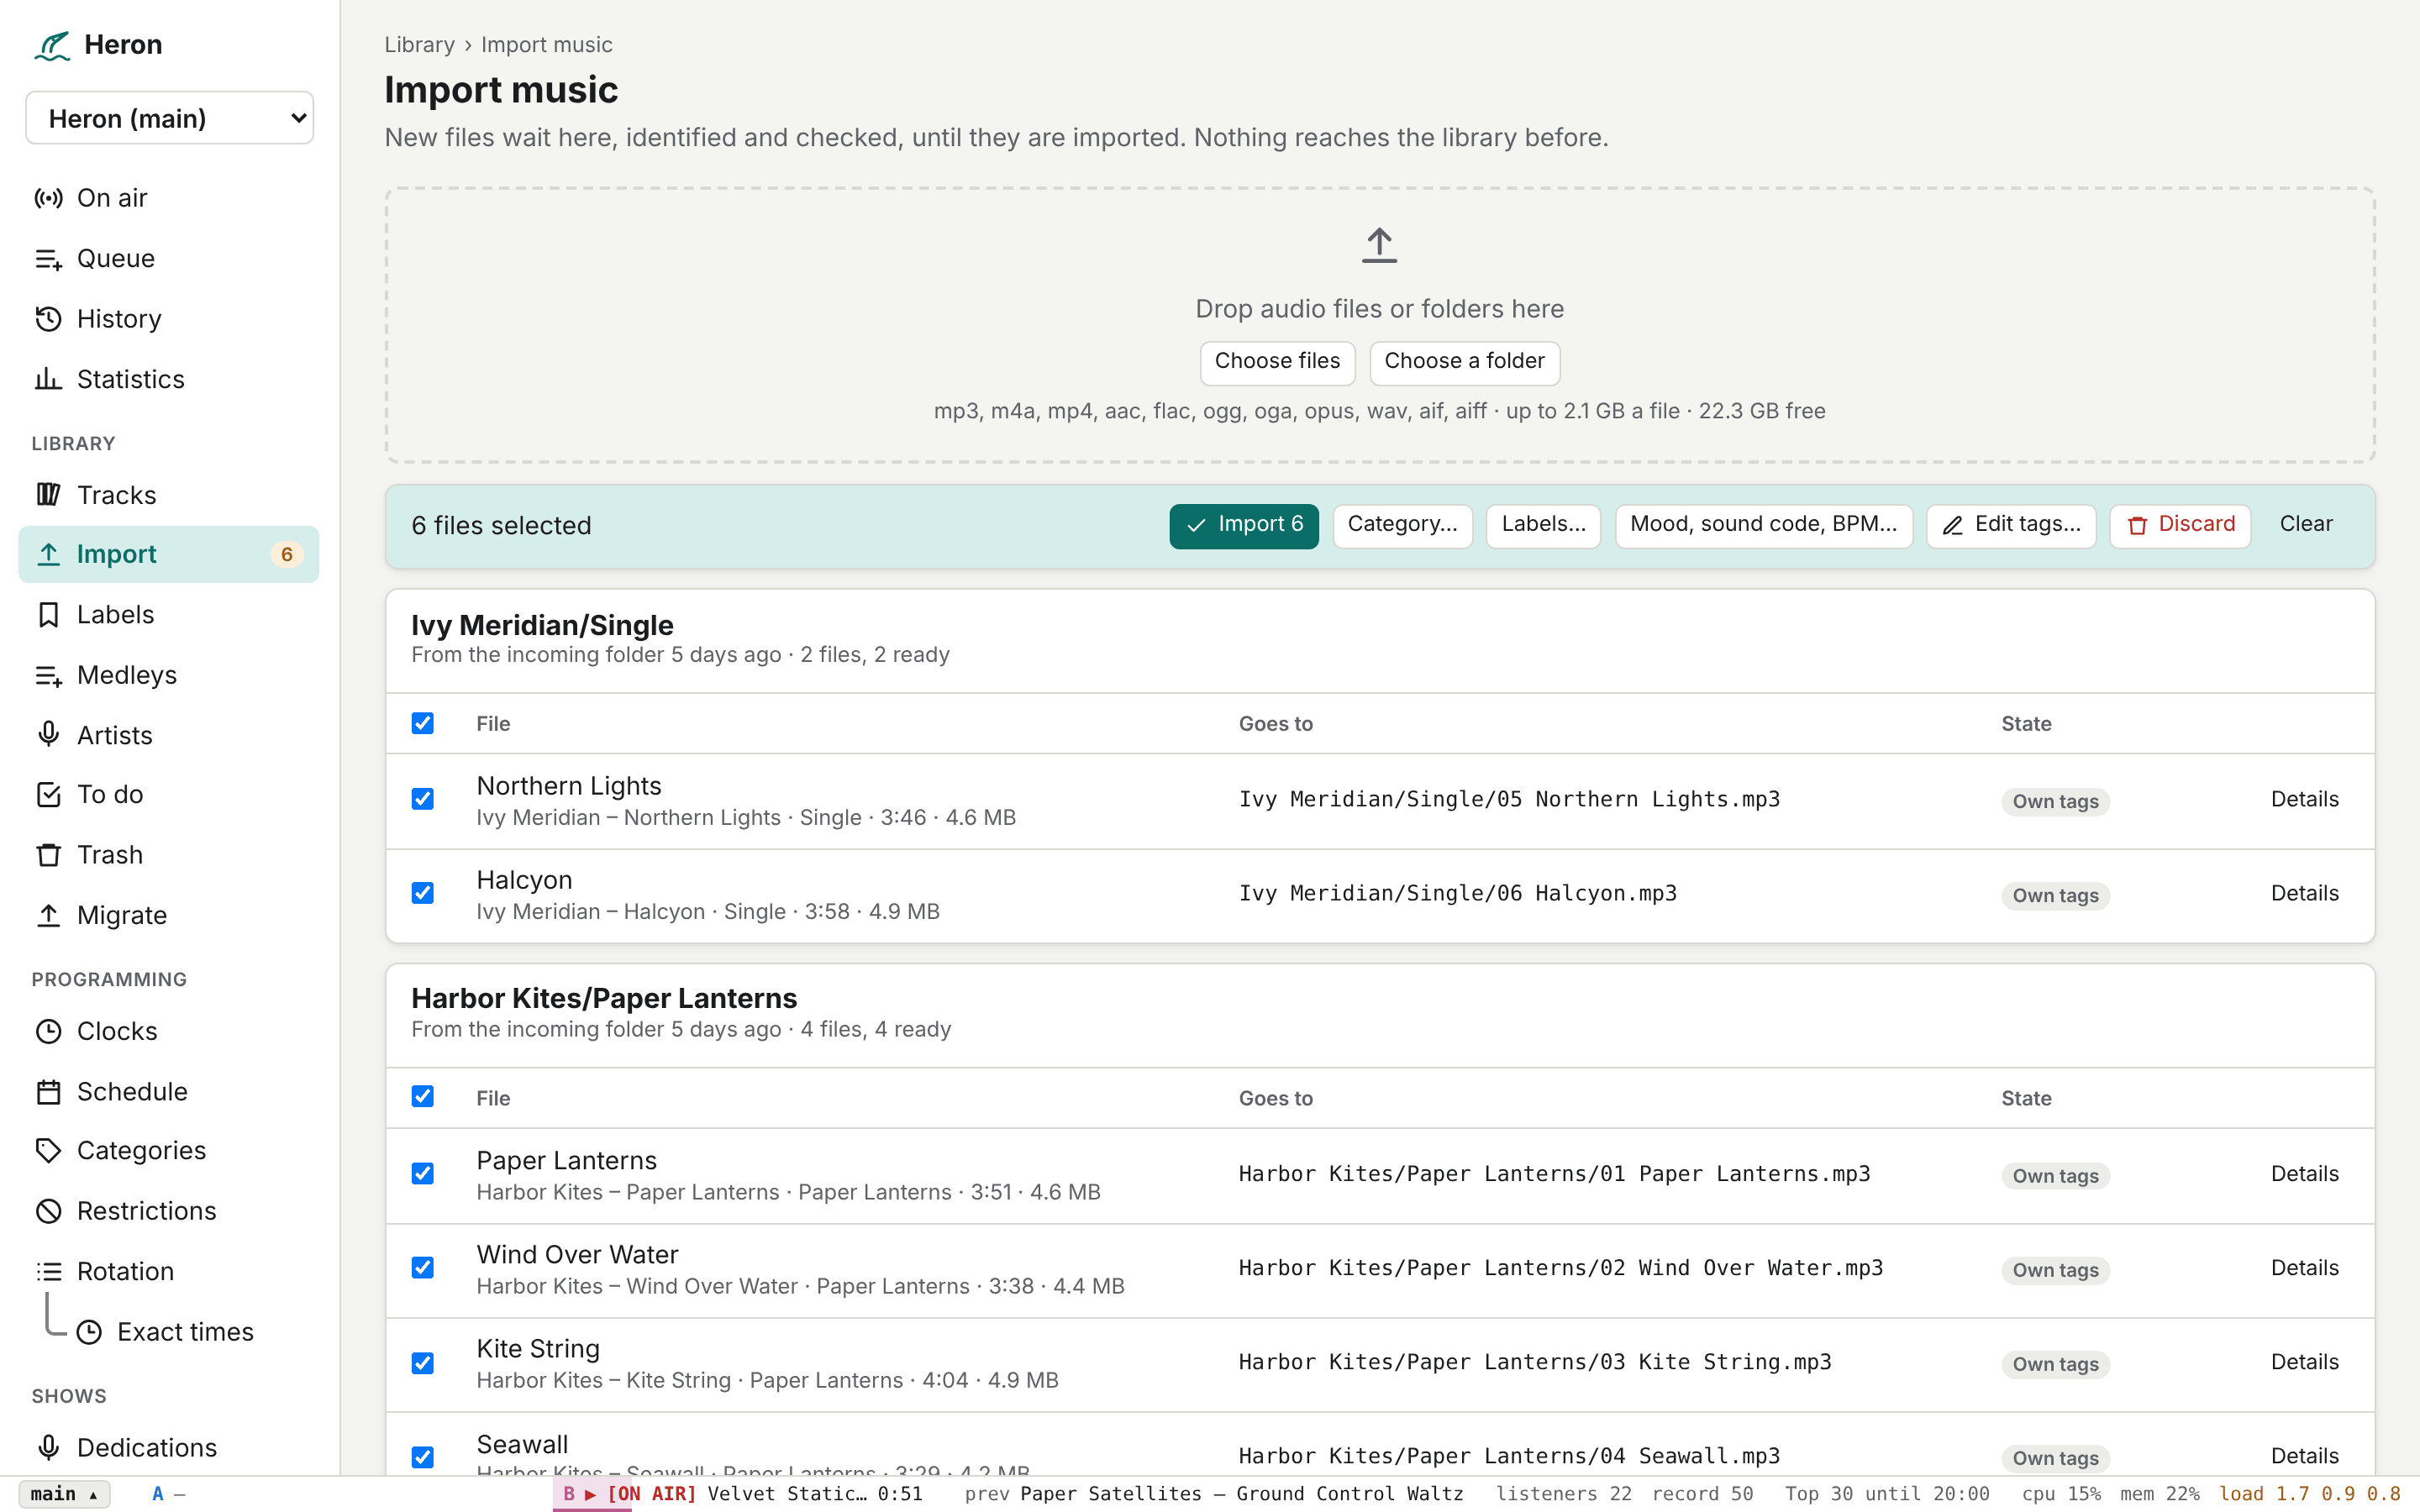 Heron
Heron (main)
On air
Queue
History
Statistics
LIBRARY
Tracks
Import 6
Labels
Medleys
Artists
To do
Trash
Migrate
PROGRAMMING
Clocks
Schedule
Categories
Restrictions
Rotation
Exact times
SHOWS
Dedications
Library › Import music
Import music
New files wait here, identified and checked, until they are imported. Nothing reaches the library before.
Drop audio files or folders here
Choose files Choose a folder
mp3, m4a, mp4, aac, flac, ogg, oga, opus, wav, aif, aiff · up to 2.1 GB a file · 22.3 GB free
6 files selected Import 6 Category... Labels... Mood, sound code, BPM... Edit tags... Discard Clear
Ivy Meridian/Single
From the incoming folder 5 days ago · 2 files, 2 ready
File Goes to State
Northern Lights
Ivy Meridian – Northern Lights · Single · 3:46 · 4.6 MB
Ivy Meridian/Single/05 Northern Lights.mp3 Own tags Details
Halcyon
Ivy Meridian – Halcyon · Single · 3:58 · 4.9 MB
Ivy Meridian/Single/06 Halcyon.mp3 Own tags Details
Harbor Kites/Paper Lanterns
From the incoming folder 5 days ago · 4 files, 4 ready
File Goes to State
Paper Lanterns
Harbor Kites – Paper Lanterns · Paper Lanterns · 3:51 · 4.6 MB
Harbor Kites/Paper Lanterns/01 Paper Lanterns.mp3 Own tags Details
Wind Over Water
Harbor Kites – Wind Over Water · Paper Lanterns · 3:38 · 4.4 MB
Harbor Kites/Paper Lanterns/02 Wind Over Water.mp3 Own tags Details
Kite String
Harbor Kites – Kite String · Paper Lanterns · 4:04 · 4.9 MB
Harbor Kites/Paper Lanterns/03 Kite String.mp3 Own tags Details
Seawall
Harbor Kites – Seawall · Paper Lanterns · 3:29 · 4.2 MB
Harbor Kites/Paper Lanterns/04 Seawall.mp3 Own tags Details
main ▲ A – B ▶ [ON AIR] Velvet Static… 0:51 prev Paper Satellites – Ground Control Waltz listeners 22 record 50 Top 30 until 20:00 cpu 15% mem 22% load 1.7 0.9 0.8